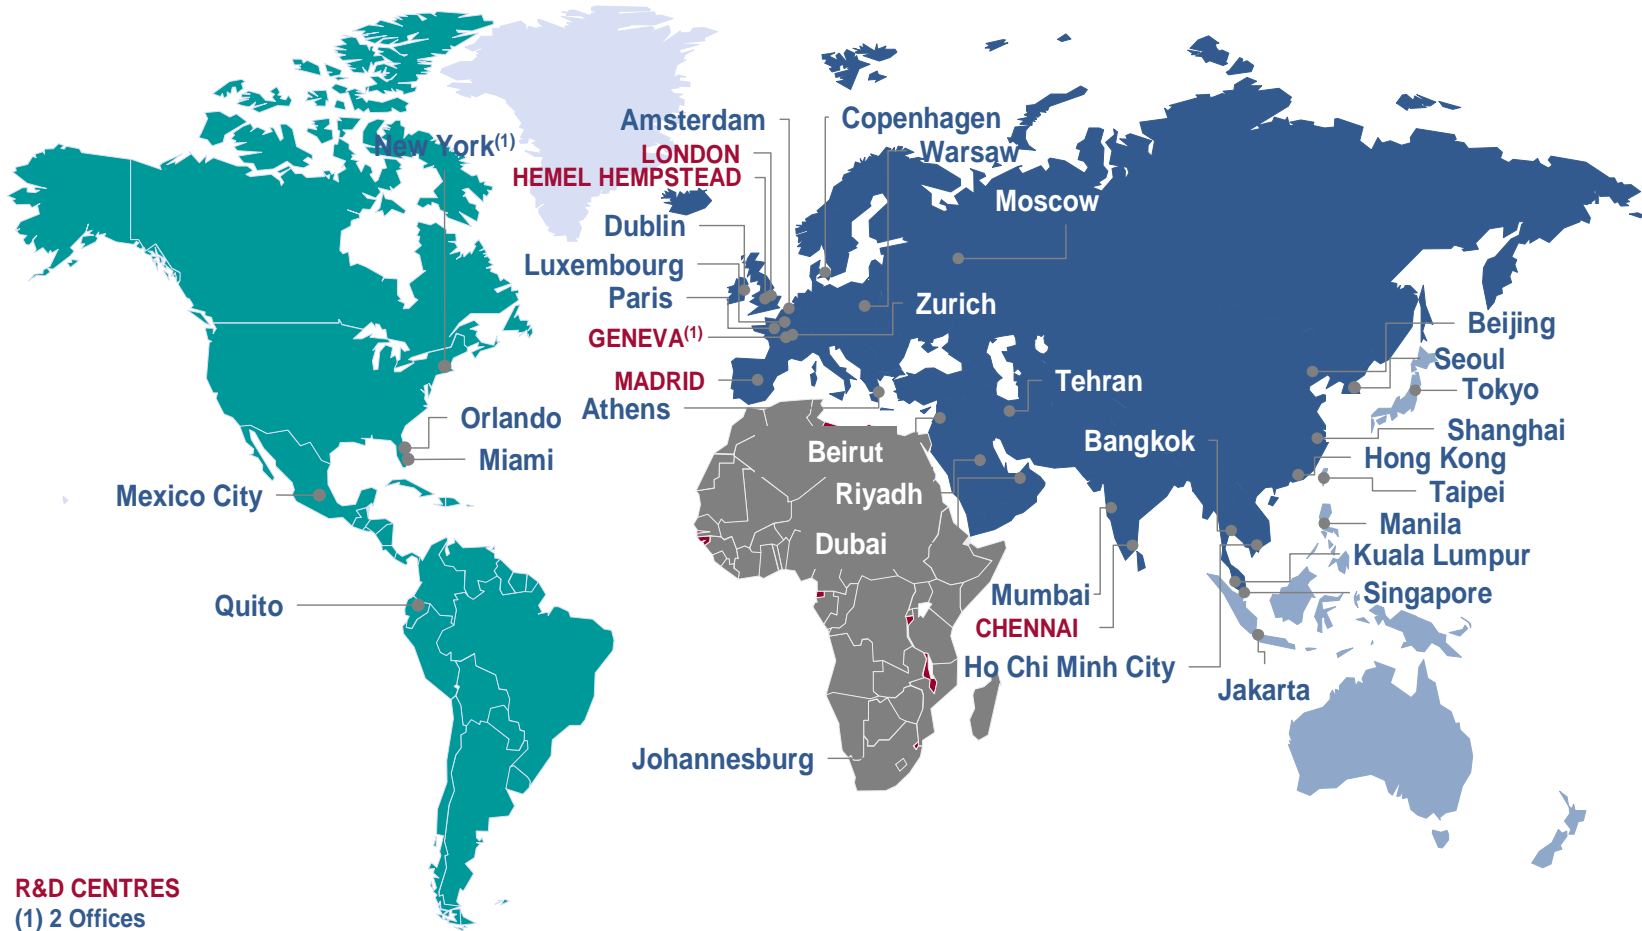 Amsterdam
Copenhagen
New York(1)
LONDON
Warsaw
HEMEL HEMPSTEAD
Moscow
Dublin
Luxembourg
Paris
Zurich
GENEVA(1)
Beijing
Seoul
MADRID
Tehran
Tokyo
Athens
Orlando
Shanghai
Bangkok
Beirut
Miami
Hong Kong
Riyadh
Taipei
Mexico City
Manila
Dubai
Kuala Lumpur
Mumbai
Singapore
Quito
CHENNAI
Ho Chi Minh City
Jakarta
Johannesburg
R&D CENTRES
(1) 2 Offices